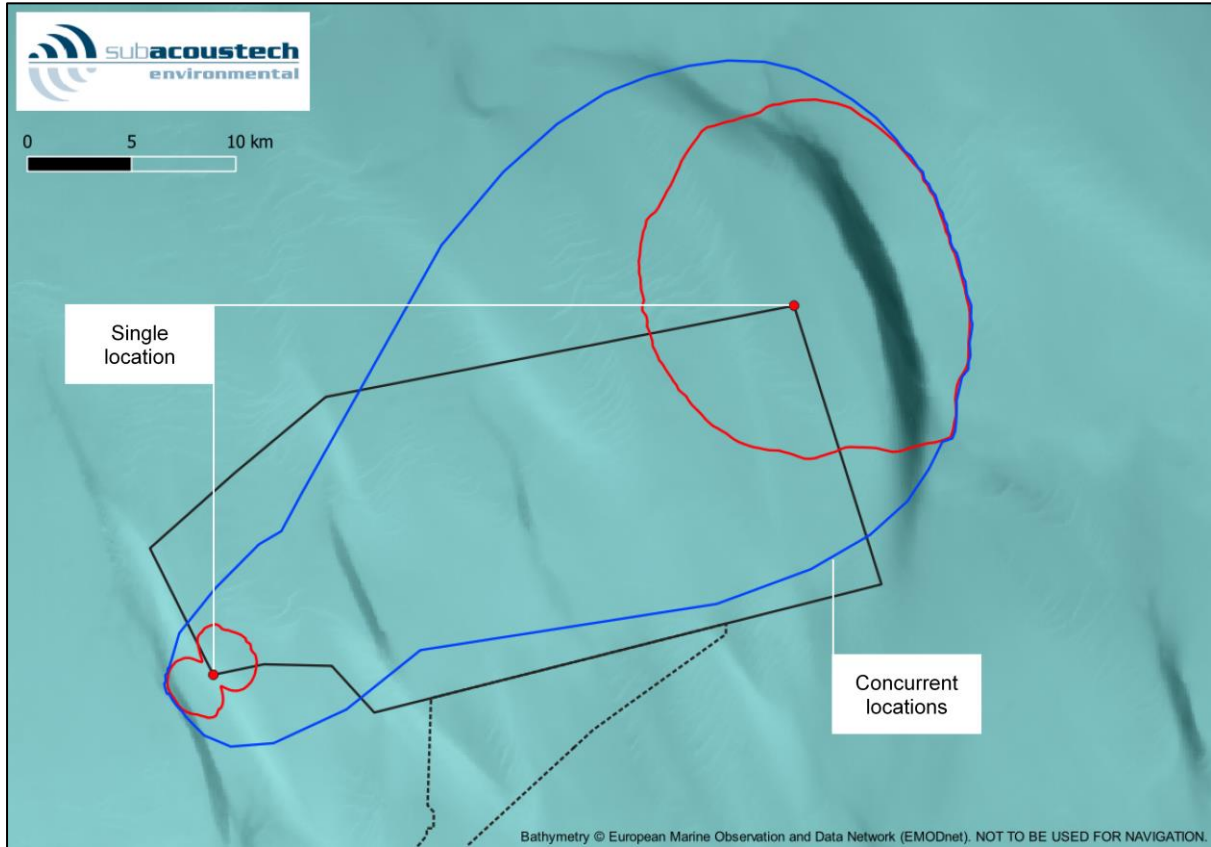 subacoustech
environmental
0 5 10 km
Single
location
Concurrent
locations
Bathymetry © European Marine Observation and Data Network (EMODnet). NOT TO BE USED FOR NAVIGATION.